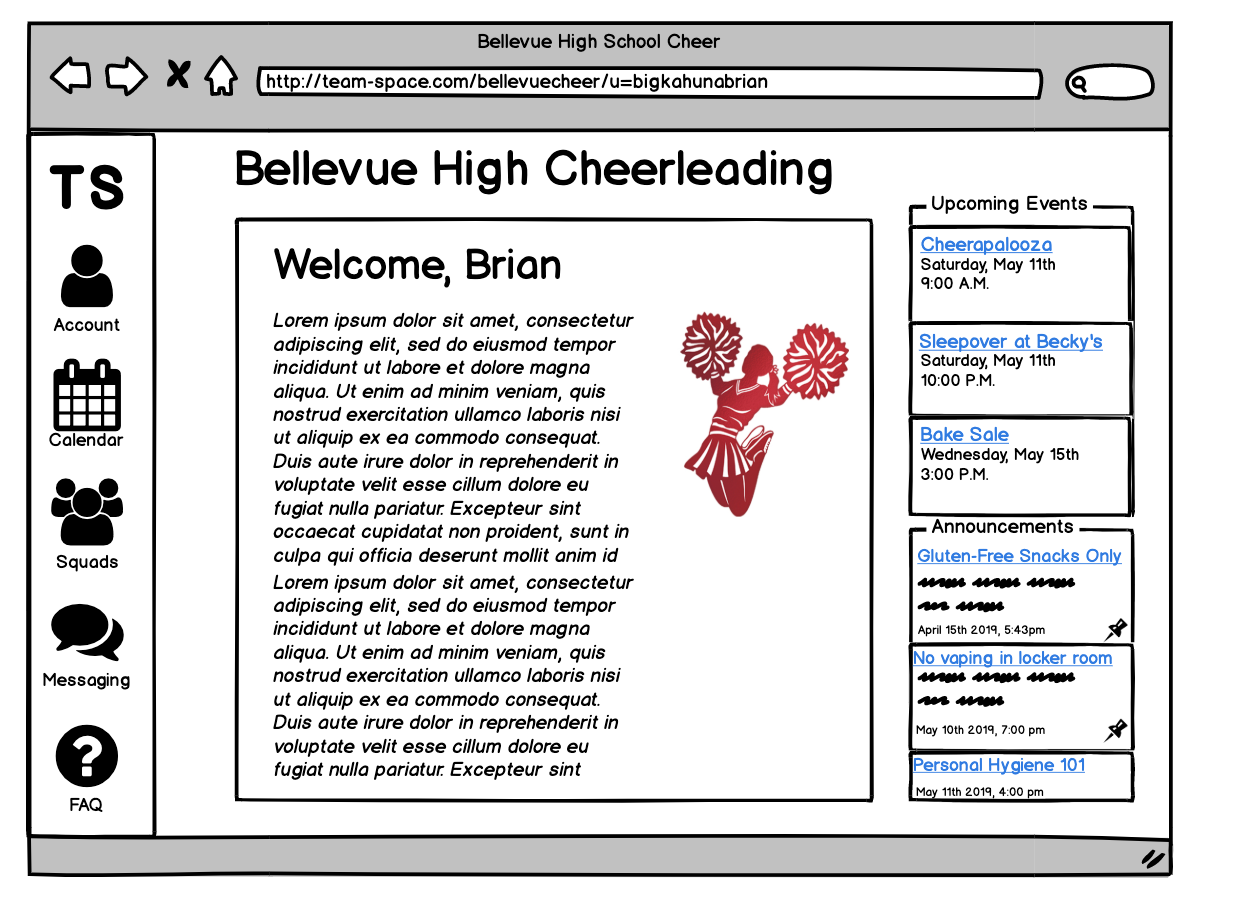 Bellevue High School Cheer
http://team-space.com/bellevuecheer/u=bigkahunabrian
TS
Account
Calendar
Squads
Messaging
FAQ
Bellevue High Cheerleading
Welcome, Brian
Lorem ipsum dolor sit amet, consectetur
adipiscing elit, sed do eiusmod tempor
incididunt ut labore et dolore magna
aliqua. Ut enim ad minim veniam, quis
nostrud exercitation ullamco laboris nisi
ut aliquip ex ea commodo consequat.
Duis aute irure dolor in reprehenderit in
voluptate velit esse cillum dolore eu
fugiat nulla pariatur. Excepteur sint
occaecat cupidatat non proident, sunt in
culpa qui officia deserunt mollit anim id
Lorem ipsum dolor sit amet, consectetur
adipiscing elit, sed do eiusmod tempor
incididunt ut labore et dolore magna
aliqua. Ut enim ad minim veniam, quis
nostrud exercitation ullamco laboris nisi
ut aliquip ex ea commodo consequat.
Duis aute irure dolor in reprehenderit in
voluptate velit esse cillum dolore eu
fugiat nulla pariatur. Excepteur sint
Upcoming Events
Cheerapalooza
Saturday, May 11th
9:00 A.M.
Sleepover at Becky's
Saturday, May 11th
10:00 P.M.
Bake Sale
Wednesday, May 15th
3:00 P.M.
Announcements
Gluten-Free Snacks Only
April 15th 2019, 5:43pm
No vaping in locker room
May 10th 2019, 7:00 pm
Personal Hygiene 101
May 11th 2019, 4:00 pm